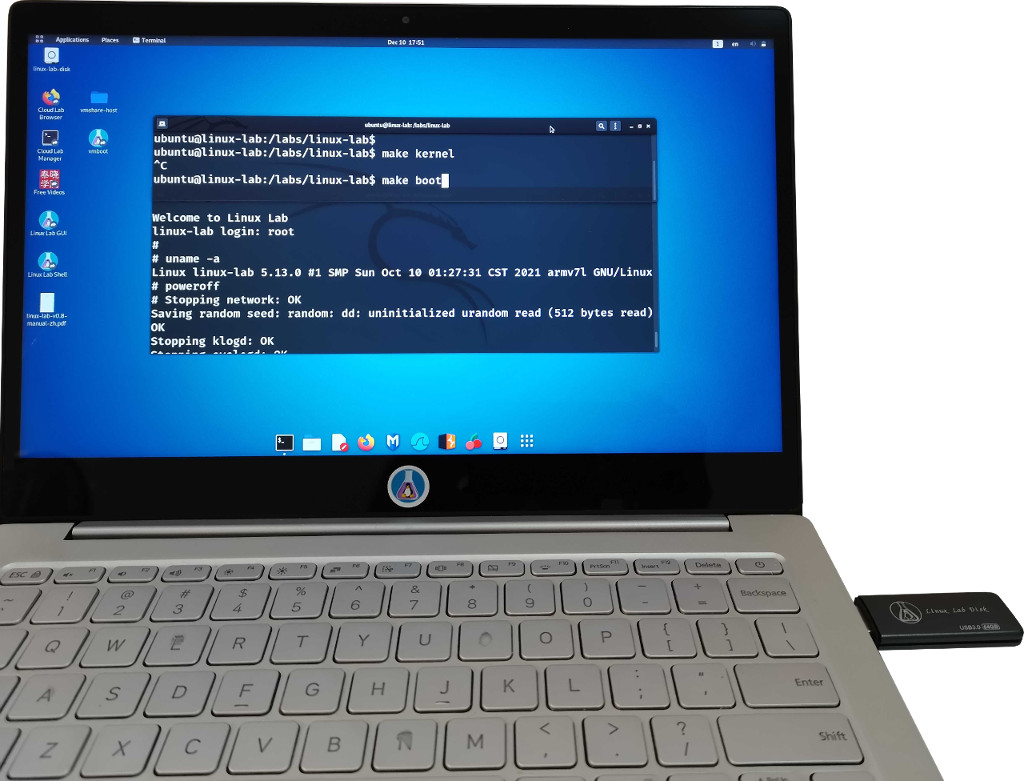 Applications Places Terminal
Dec 10 17:51
1 en
linux-lab-disk
Cloud Lab
Browser
vmshare-host
Cloud Lab
Manager
vmboot
Free Videos
Linux Lab GUI
Linux Lab Shell
linux-lab-v0.8-
manual-zh.pdf
ubuntu@linux-lab: /labs/linux-lab
ubuntu@linux-lab:/labs/linux-lab$
ubuntu@linux-lab:/labs/linux-lab$ make kernel
^C
ubuntu@linux-lab:/labs/linux-lab$ make boot
Welcome to Linux Lab
linux-lab login: root
#
# uname -a
Linux linux-lab 5.13.0 #1 SMP Sun Oct 10 01:27:31 CST 2021 armv7l GNU/Linux
# poweroff
# Stopping network: OK
Saving random seed: random: dd: uninitialized urandom read (512 bytes read)
OK
Stopping klogd: OK
ESC F1 F2 F3 F4 F5 F6 F7 F8 F9 F10 PrtScn F11 Insert F12 Delete
~ ! 1 @ 2 # 3 $ 4 % 5 ^ 6 & 7 * 8 ( 9 ) 0 _ - + = Backspace
Q W E R T Y U O P { [ } ] | \
A S D F G H J K L : ; " ' Enter
Z X C V B N M < , > . ? / Shift
Linux Lab Disk
USB3.0 64GB